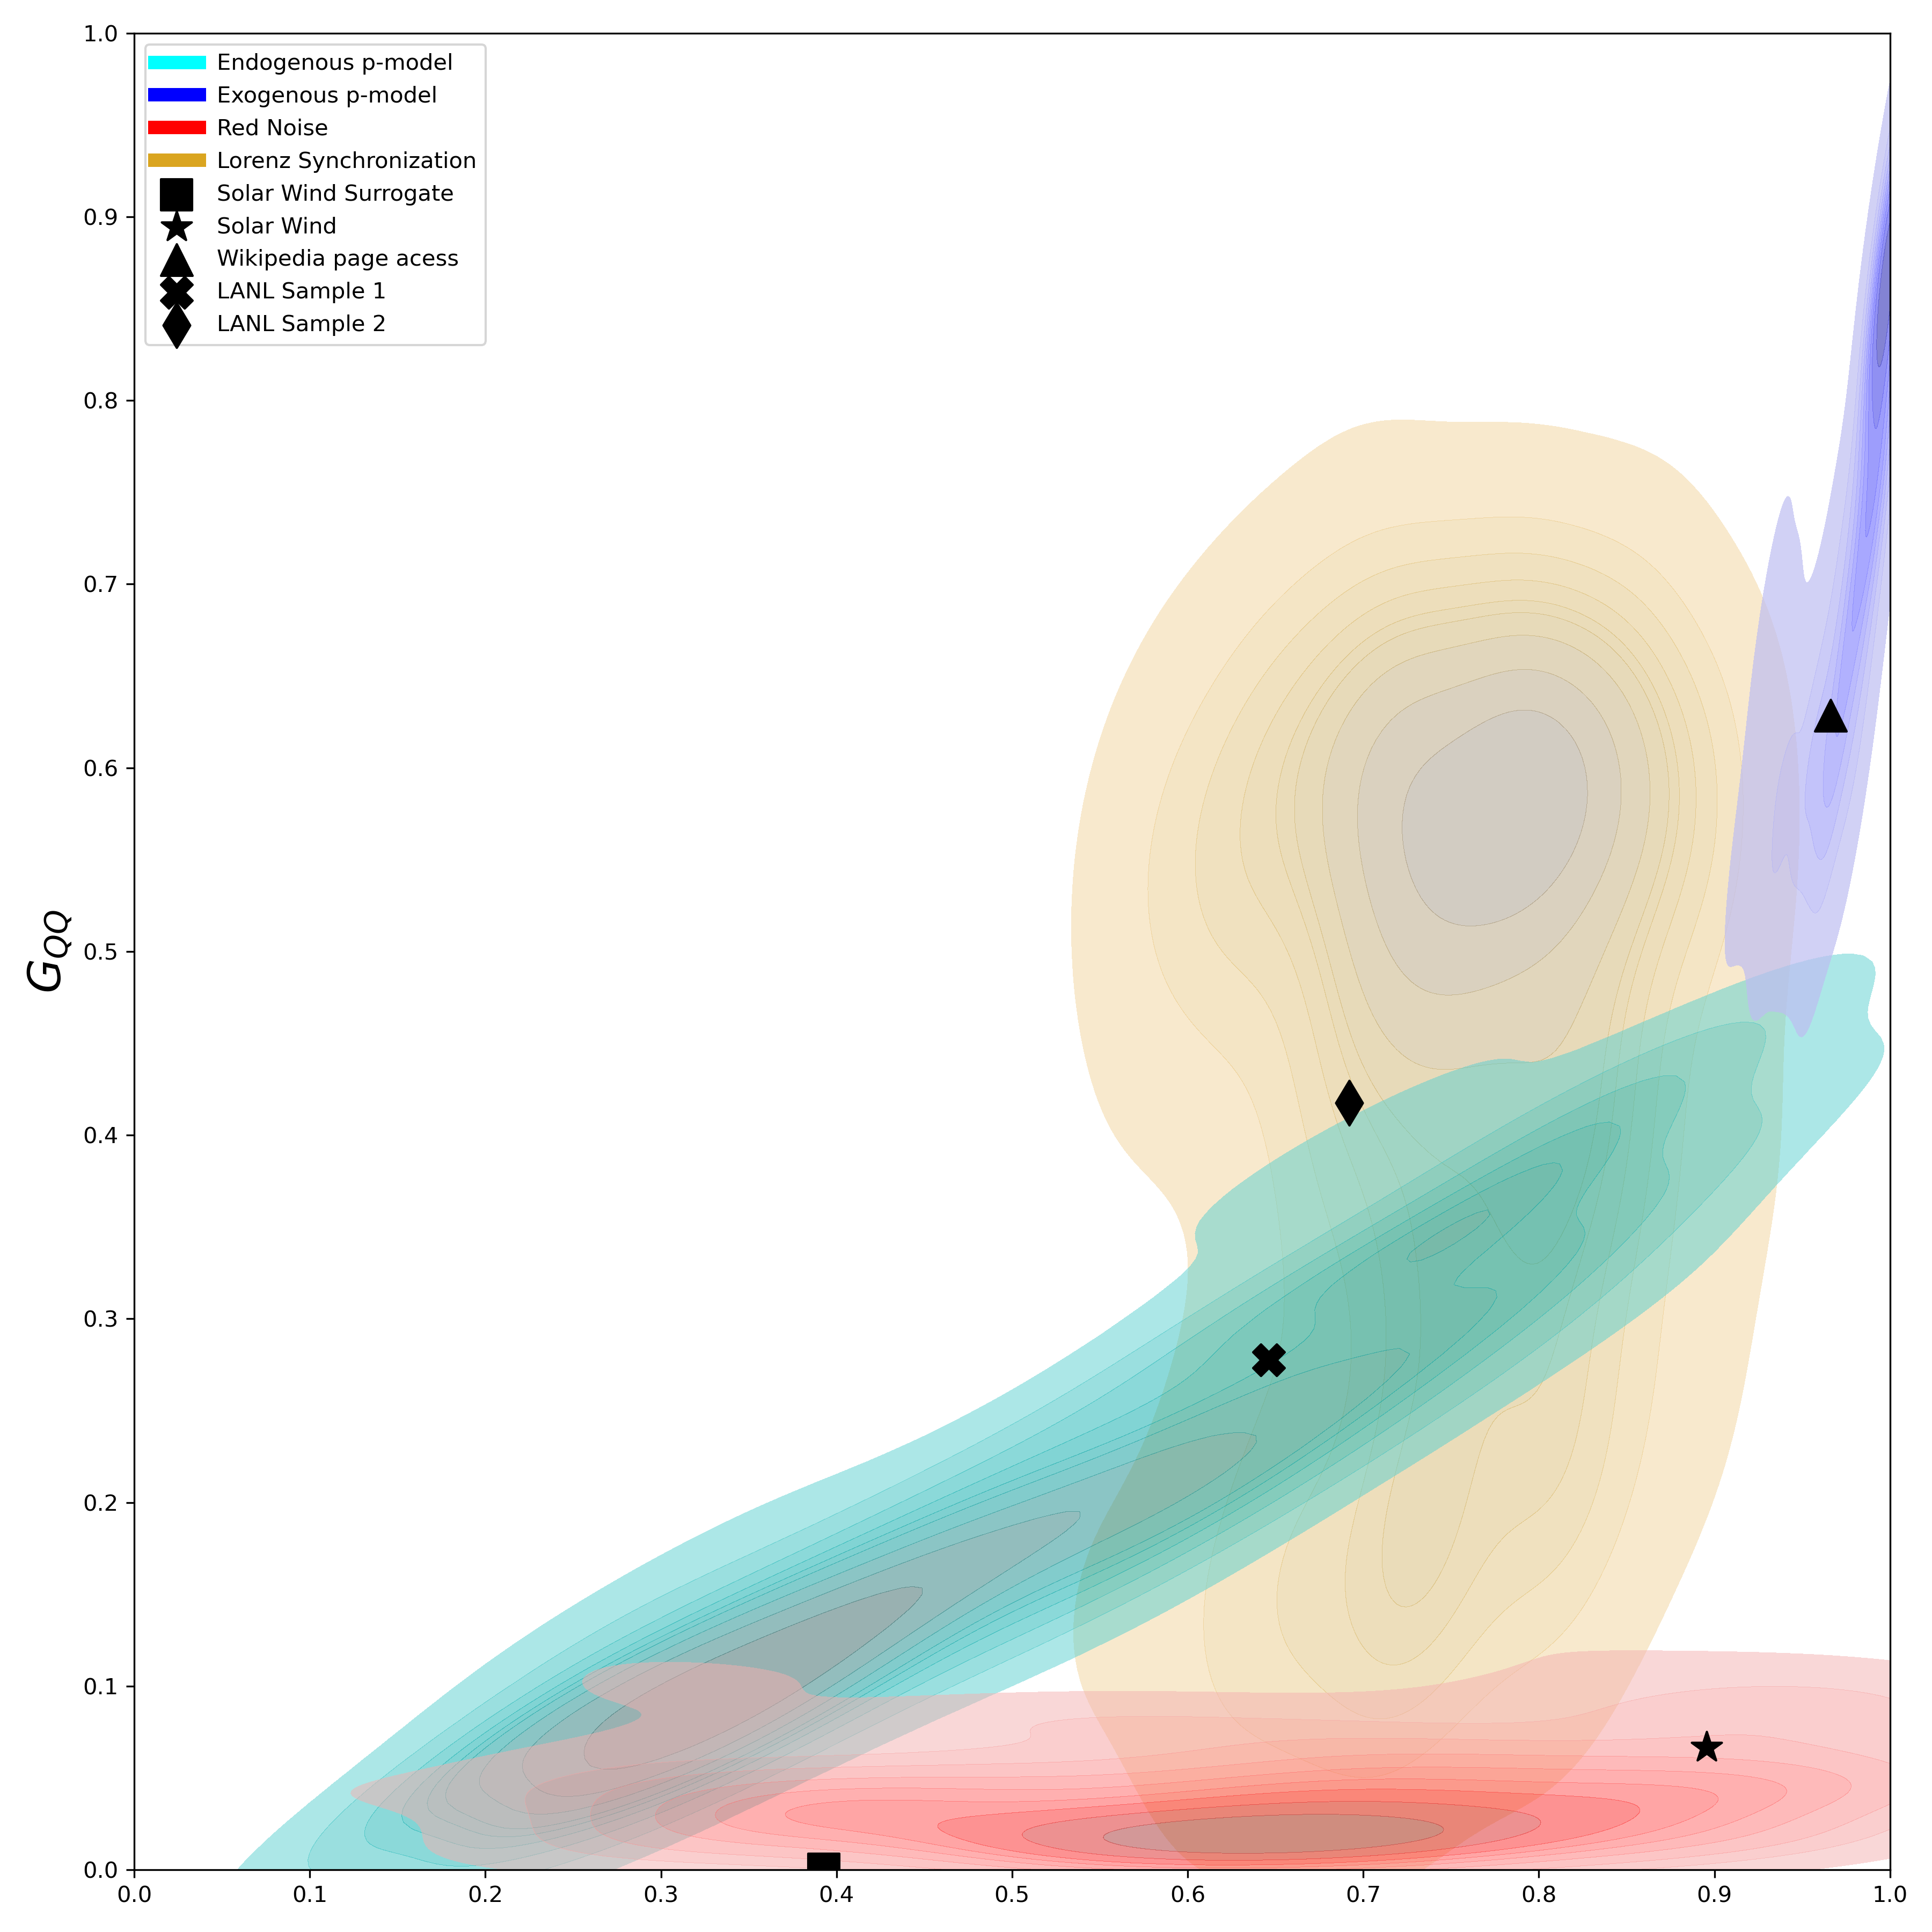 1.0
Endogenous p-model
Exogenous p-model
Red Noise
Lorenz Synchronization
Solar Wind Surrogate
Solar Wind
Wikipedia page acess
LANL Sample 1
LANL Sample 2
0.9
0.8
0.7
0.6
0.5
0.4
0.3
0.2
0.1
0.0
GQQ
0.0 0.1 0.2 0.3 0.4 0.5 0.6 0.7 0.8 0.9 1.0